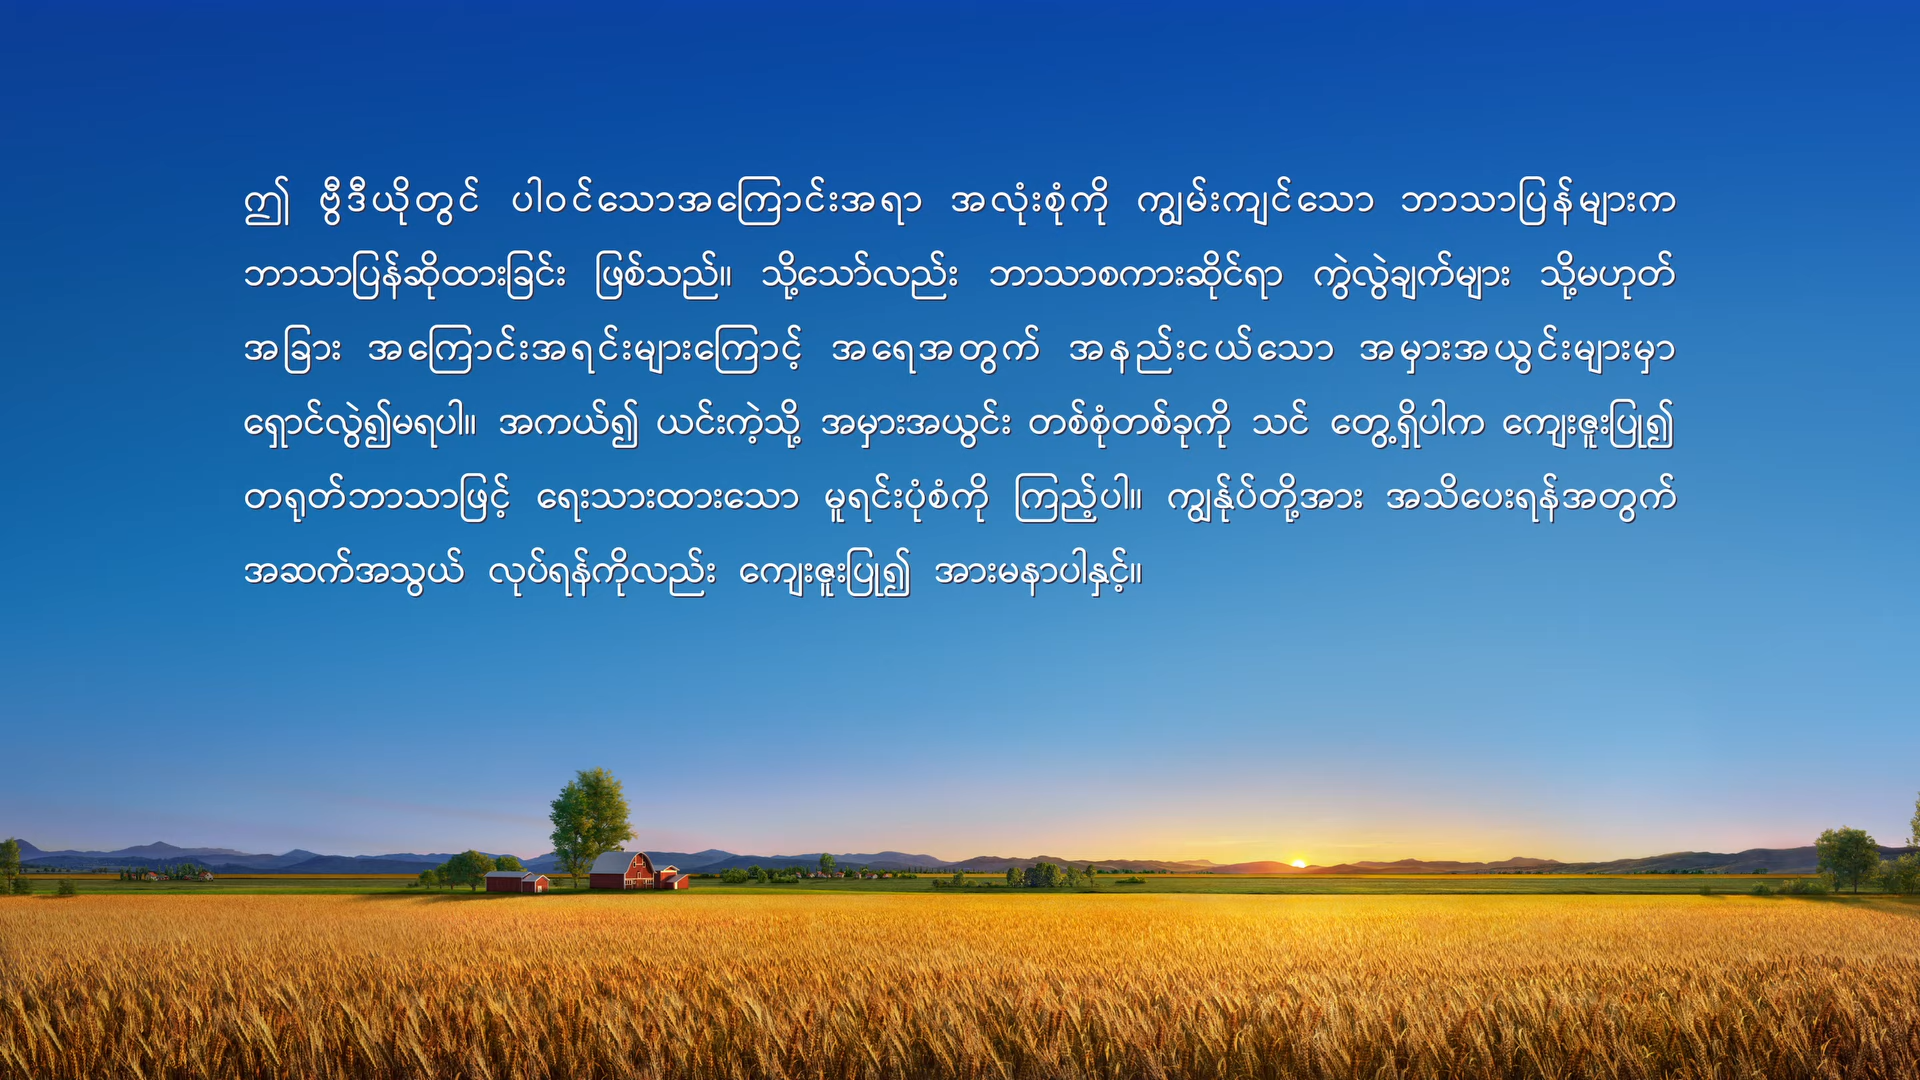 ဤ ဗွီဒီယိုတွင် ပါဝင်သောအကြောင်းအရာ အလုံးစုံကို ကျွမ်းကျင်သော ဘာသာပြန်များက
ဘာသာပြန်ဆိုထားခြင်း ဖြစ်သည်။ သို့သော်လည်း ဘာသာစကားဆိုင်ရာ ကွဲလွဲချက်များ သို့မဟုတ်
အခြား အကြောင်းအရင်းများကြောင့် အရေအတွက် အနည်းငယ်သော အမှားအယွင်းများမှာ
ရှောင်လွဲ၍မရပါ။ အကယ်၍ ယင်းကဲ့သို့ အမှားအယွင်း တစ်စုံတစ်ခုကို သင် တွေ့ရှိပါက ကျေးဇူးပြု၍
တရုတ်ဘာသာဖြင့် ရေးသားထားသော မူရင်းပုံစံကို ကြည့်ပါ။ ကျွန်ုပ်တို့အား အသိပေးရန်အတွက်
အဆက်အသွယ် လုပ်ရန်ကိုလည်း ကျေးဇူးပြု၍ အားမနာပါနှင့်။